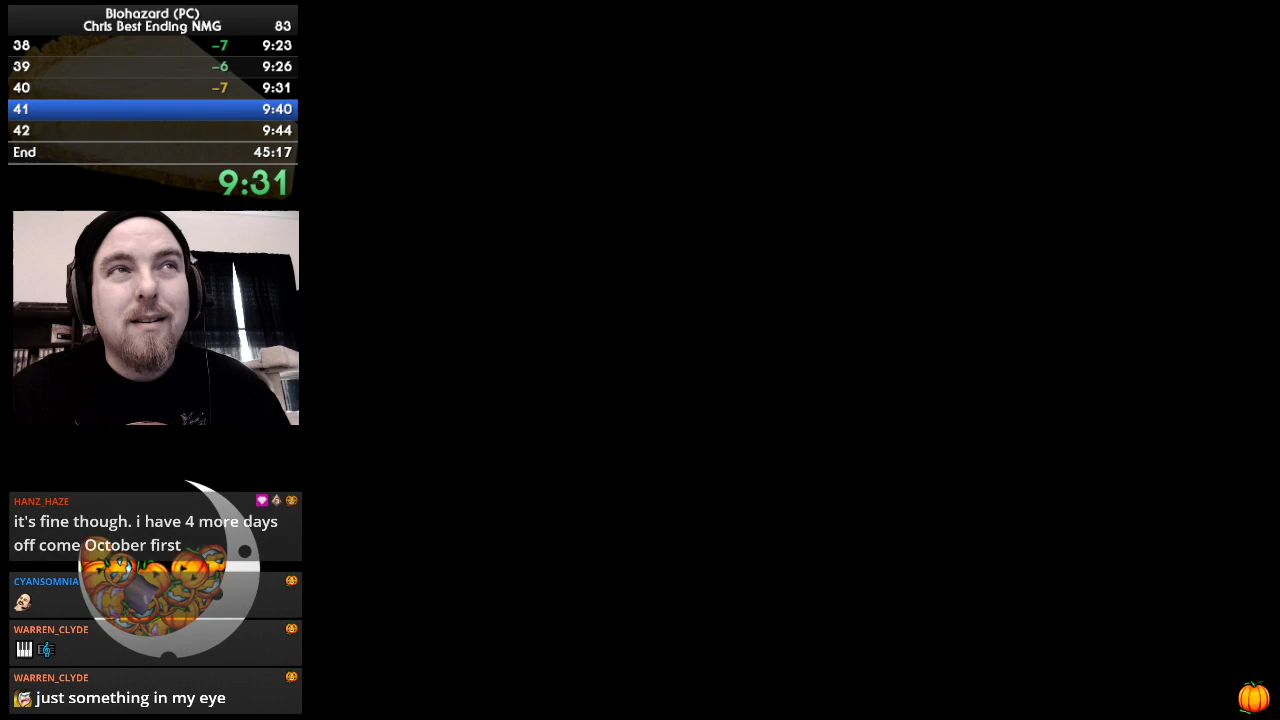 Biohazard (PC)
Chris Best Ending NMG 83
38 -7 9:23
39 -6 9:26
40 -7 9:31
41 9:40
42 9:44
End 45:17
9:31
HANZ_HAZE
it's fine though. i have 4 more days
off come October first
CYANSOMNIA
WARREN_CLYDE
WARREN_CLYDE
just something in my eye